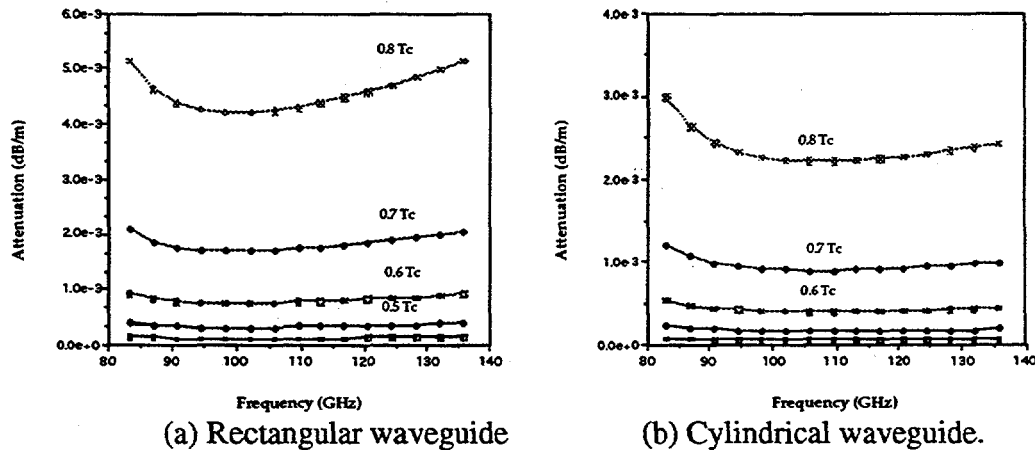 6.0e-3
5.0e-3
4.0e-3
3.0e-3
2.0e-3
1.0e-3
0.0e+0
Attenuation (dB/m)
0.8 Tc
0.7 Tc
0.6 Tc
0.5 Tc
80 90 100 110 120 130 140
Frequency (GHz)
(a) Rectangular waveguide
4.0e-3
3.0e-3
2.0e-3
1.0e-3
0.0e+0
Attenuation (dB/m)
0.8 Tc
0.7 Tc
0.6 Tc
80 90 100 110 120 130 140
Frequency (GHz)
(b) Cylindrical waveguide.